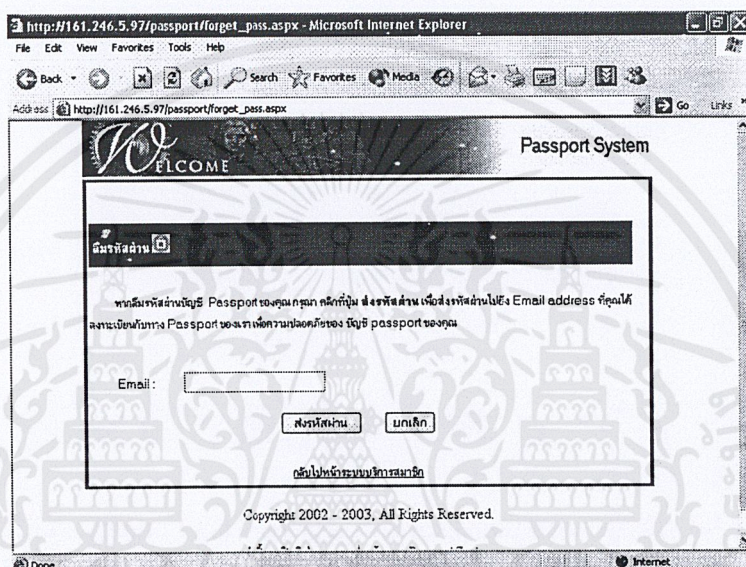 http://161.246.5.97/passport/forget_pass.aspx - Microsoft Internet Explorer
File Edit View Favorites Tools Help
Back Search Favorites Media
Address http://161.246.5.97/passport/forget_pass.aspx Go Links »
WELCOME Passport System
ลืมรหัสผ่าน
หากลืมรหัสผ่านบัญชี Passport ของคุณ กรุณา คลิกที่ปุ่ม ส่งรหัสผ่าน เพื่อส่งรหัสผ่านไปยัง Email address ที่คุณได้
ลงทะเบียนกับทาง Passport ของเรา เพื่อความปลอดภัยของ บัญชี passport ของคุณ
Email :
ส่งรหัสผ่าน ยกเลิก
กลับไปหน้าระบบบริการสมาชิก
Copyright 2002 - 2003, All Rights Reserved.
Done Internet